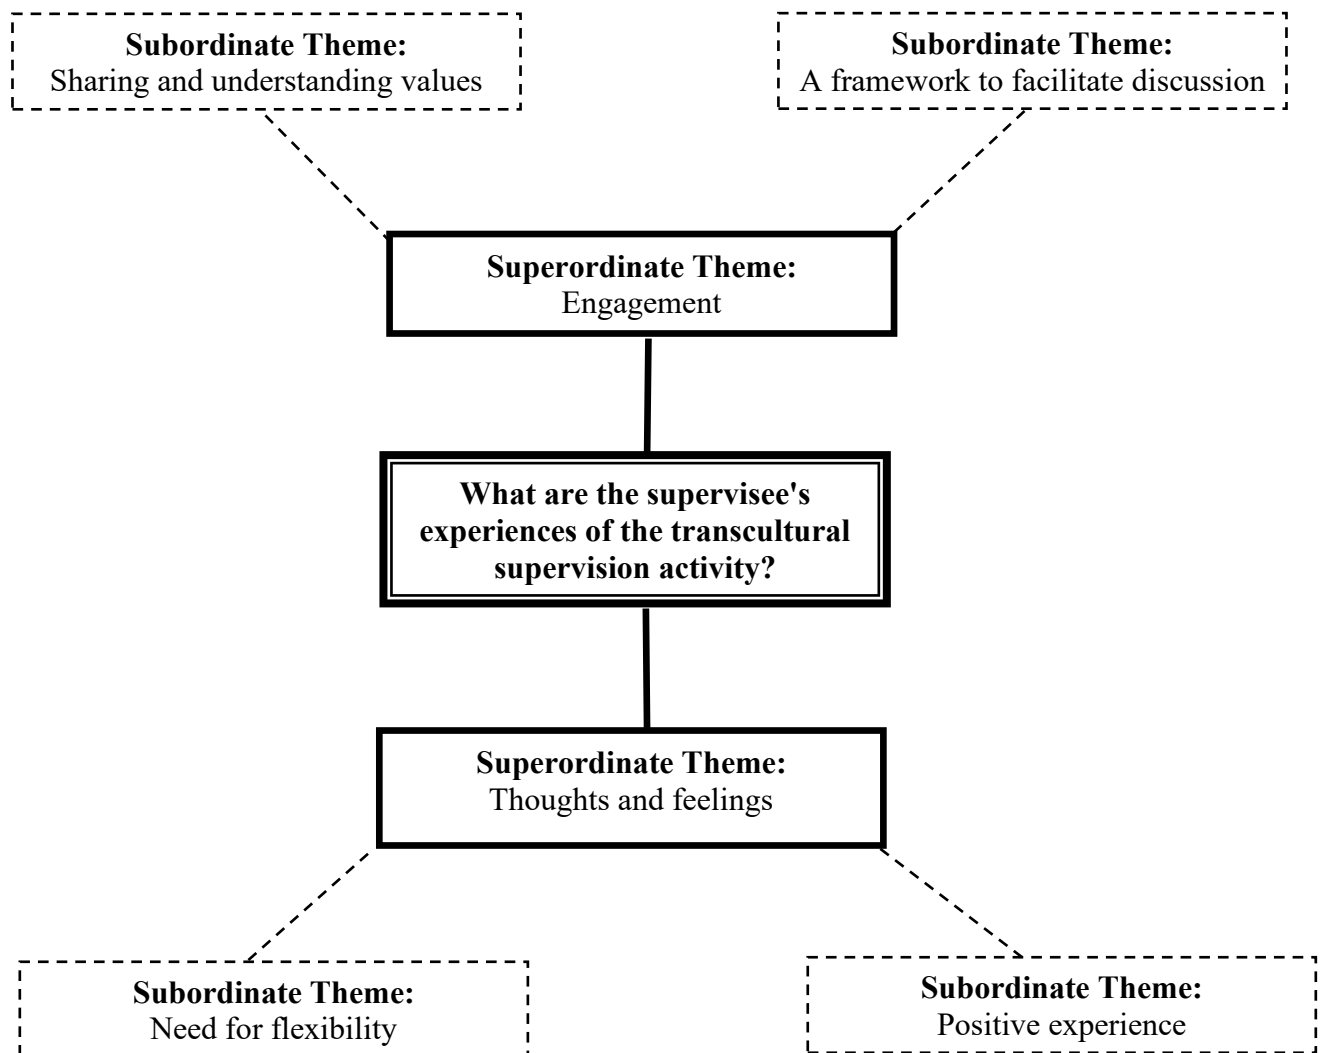 Subordinate Theme:
Sharing and understanding values
Subordinate Theme:
A framework to facilitate discussion
Superordinate Theme:
Engagement
What are the supervisee's
experiences of the transcultural
supervision activity?
Superordinate Theme:
Thoughts and feelings
Subordinate Theme:
Need for flexibility
Subordinate Theme:
Positive experience